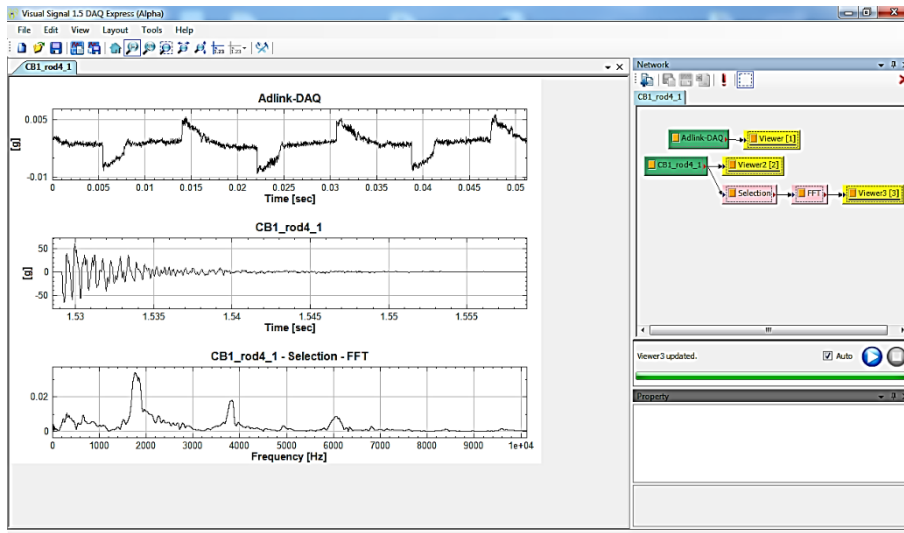 Visual Signal 1.5 DAQ Express (Alpha)
File Edit View Layout Tools Help
CB1_rod4_1
Adlink-DAQ
0.005
-0.01
[g]
0 0.005 0.01 0.015 0.02 0.025 0.03 0.035 0.04 0.045 0.05
Time [sec]
CB1_rod4_1
50
0
-50
[g]
1.53 1.535 1.54 1.545 1.55 1.555
Time [sec]
CB1_rod4_1 - Selection - FFT
0.02
0
0 1000 2000 3000 4000 5000 6000 7000 8000 9000 1e+04
Frequency [Hz]
Network
CB1_rod4_1
Adlink-DAQ Viewer [1]
CB1_rod4_1 Viewer2 [2]
Selection FFT Viewer3 [3]
Viewer3 updated. Auto
Property